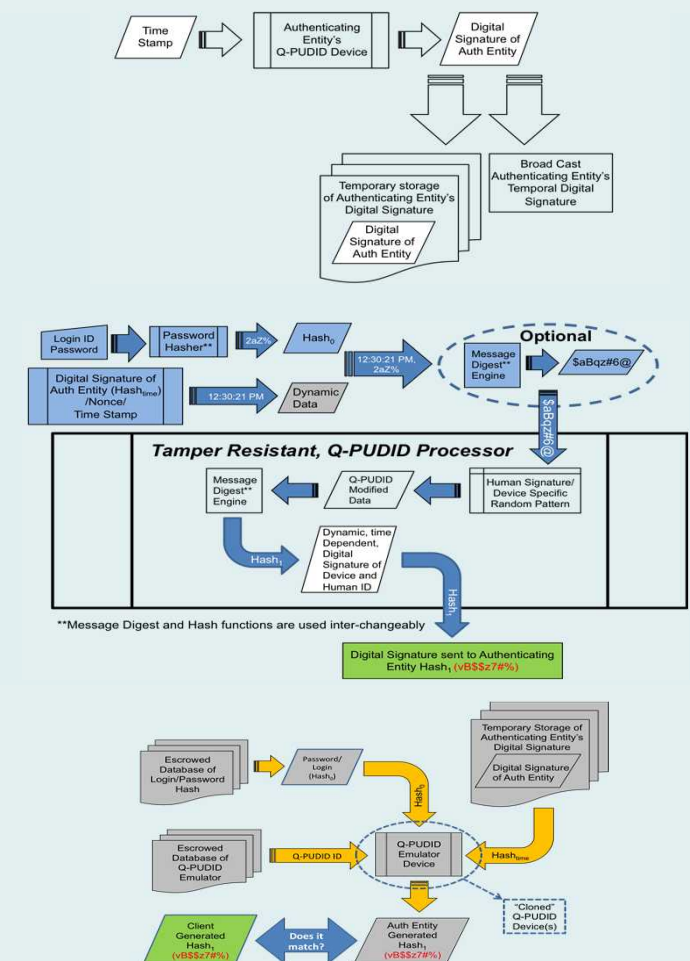 Time
Stamp
Authenticating
Entity's
Q-PUDID Device
Digital
Signature of
Auth Entity
Temporary storage
of Authenticating Entity's
Digital Signature
Digital
Signature of
Auth Entity
Broad Cast
Authenticating Entity's
Temporal Digital
Signature
Login ID
Password
Password
Hasher**
2aZ%
Hash₀
12:30:21 PM,
2aZ%
Optional
Message
Digest**
Engine
$aBqz#6@
Digital Signature of
Auth Entity (Hashtime)
/Nonce/
Time Stamp
12:30:21 PM
Dynamic
Data
$aBqz#6@
Tamper Resistant, Q-PUDID Processor
Message
Digest**
Engine
Q-PUDID
Modified
Data
Human Signature/
Device Specific
Random Pattern
Hash₁
Dynamic, time
Dependent,
Digital
Signature of
Device and
Human ID
Hash₁
**Message Digest and Hash functions are used inter-changeably
Digital Signature sent to Authenticating
Entity Hash₁ (vB$$z7#%)
Escrowed
Database of
Login/Password
Hash
Password/
Login
(Hash₀)
Hash₀
Temporary Storage of
Authenticating Entity's
Digital Signature
Digital Signature
of Auth Entity
Escrowed
Database of
Q-PUDID
Emulator
Q-PUDID ID
Q-PUDID
Emulator
Device
Hashtime
"Cloned"
Q-PUDID
Device(s)
Client
Generated
Hash₁
(vB$$z7#%)
Does it
match?
Auth Entity
Generated
Hash₁
(vB$$z7#%)